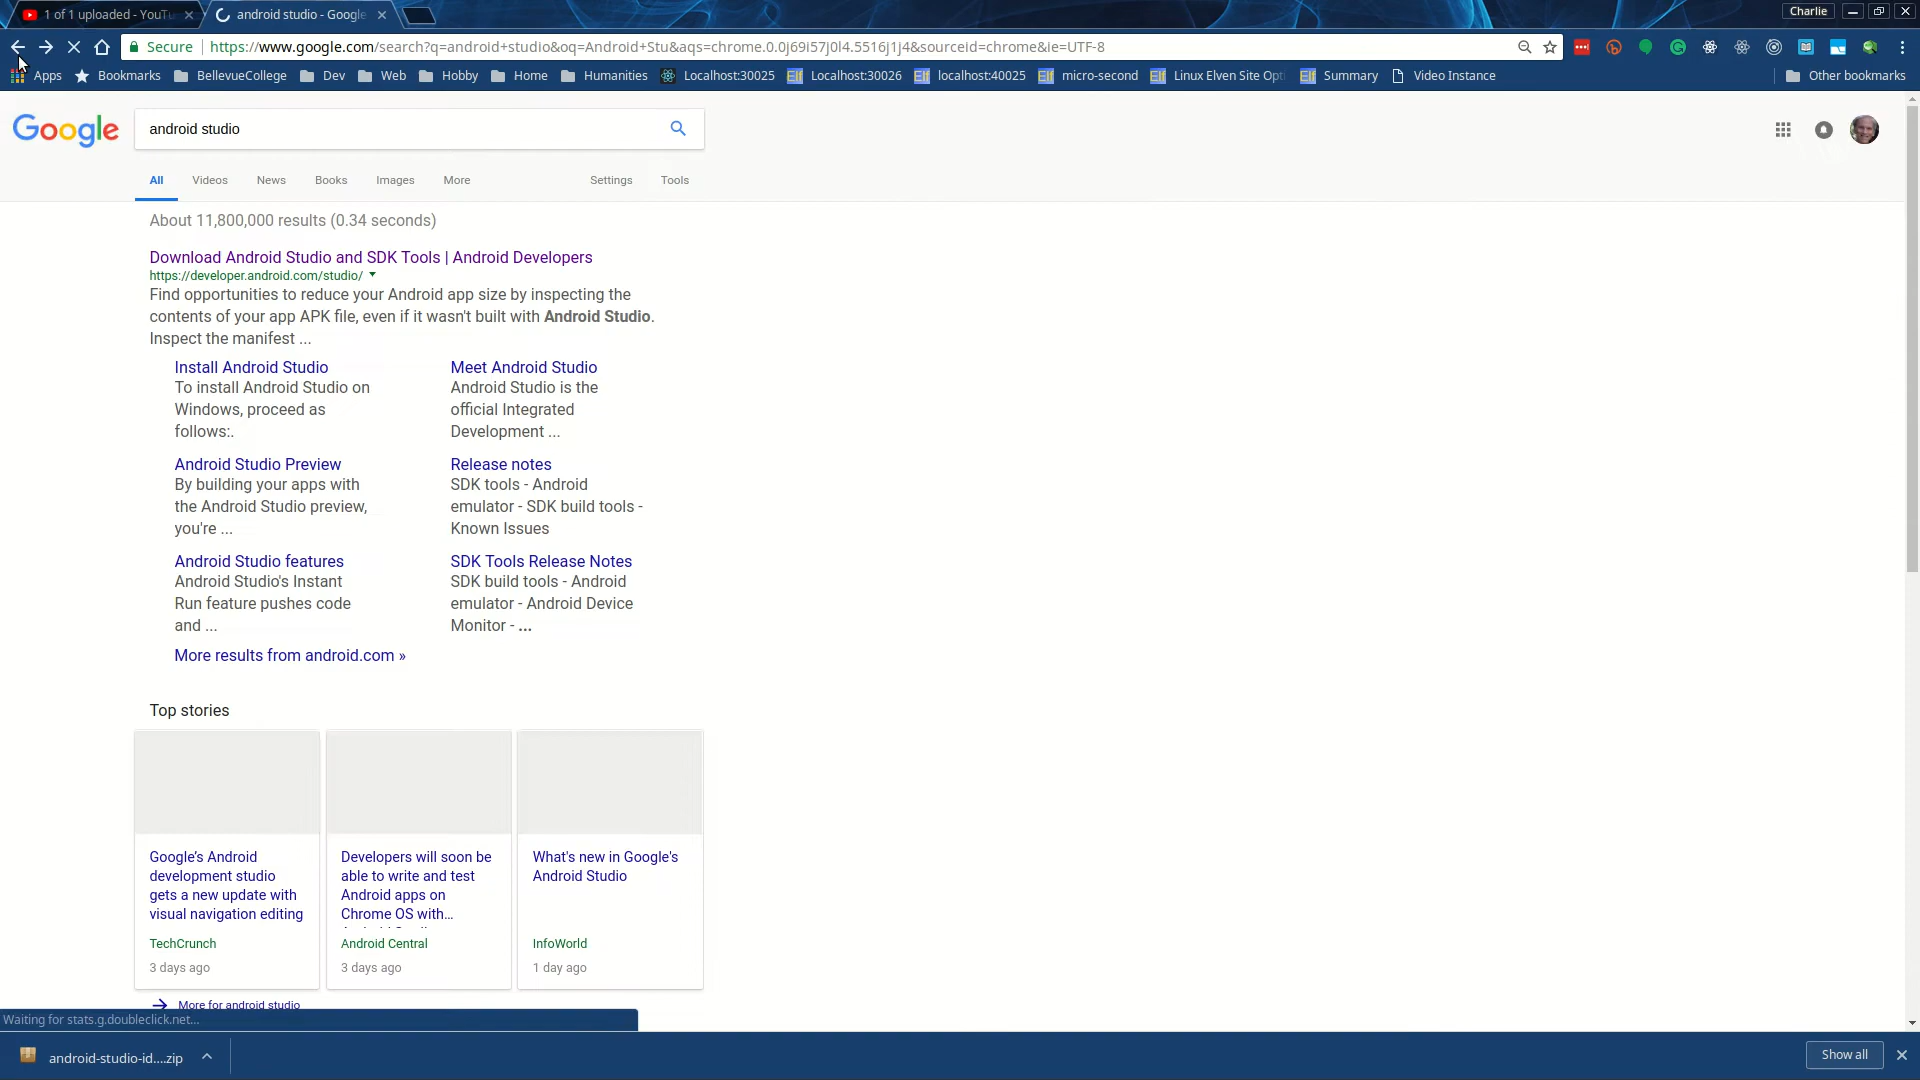 1 of 1 uploaded - YouTu
android studio - Google
Charlie
Secure
https://www.google.com/search?q=android+studio&oq=Android+Stu&aqs=chrome.0.0j69i57j0l4.5516j1j4&sourceid=chrome&ie=UTF-8
Apps
Bookmarks
BellevueCollege
Dev
Web
Hobby
Home
Humanities
Localhost:30025
Elf
Localhost:30026
Elf
localhost:40025
Elf
micro-second
Elf
Linux Elven Site Opt
Elf
Summary
Video Instance
Other bookmarks
Google
android studio
All
Videos
News
Books
Images
More
Settings
Tools
About 11,800,000 results (0.34 seconds)
Download Android Studio and SDK Tools | Android Developers
https://developer.android.com/studio/
Find opportunities to reduce your Android app size by inspecting the
contents of your app APK file, even if it wasn't built with Android Studio.
Inspect the manifest ...
Install Android Studio
To install Android Studio on
Windows, proceed as
follows:.
Meet Android Studio
Android Studio is the
official Integrated
Development ...
Android Studio Preview
By building your apps with
the Android Studio preview,
you're ...
Release notes
SDK tools - Android
emulator - SDK build tools -
Known Issues
Android Studio features
Android Studio's Instant
Run feature pushes code
and ...
SDK Tools Release Notes
SDK build tools - Android
emulator - Android Device
Monitor - ...
More results from android.com »
Top stories
Google's Android
development studio
gets a new update with
visual navigation editing
TechCrunch
3 days ago
Developers will soon be
able to write and test
Android apps on
Chrome OS with...
Android Central
3 days ago
What's new in Google's
Android Studio
InfoWorld
1 day ago
More for android studio
Waiting for stats.g.doubleclick.net...
android-studio-id....zip
Show all